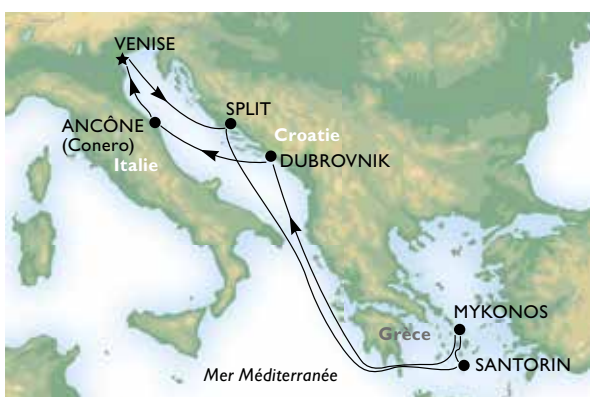 VENISE
SPLIT
ANCÔNE
(Conero)
Croatie
Italie
DUBROVNIK
MYKONOS
Grèce
SANTORIN
Mer Méditerranée